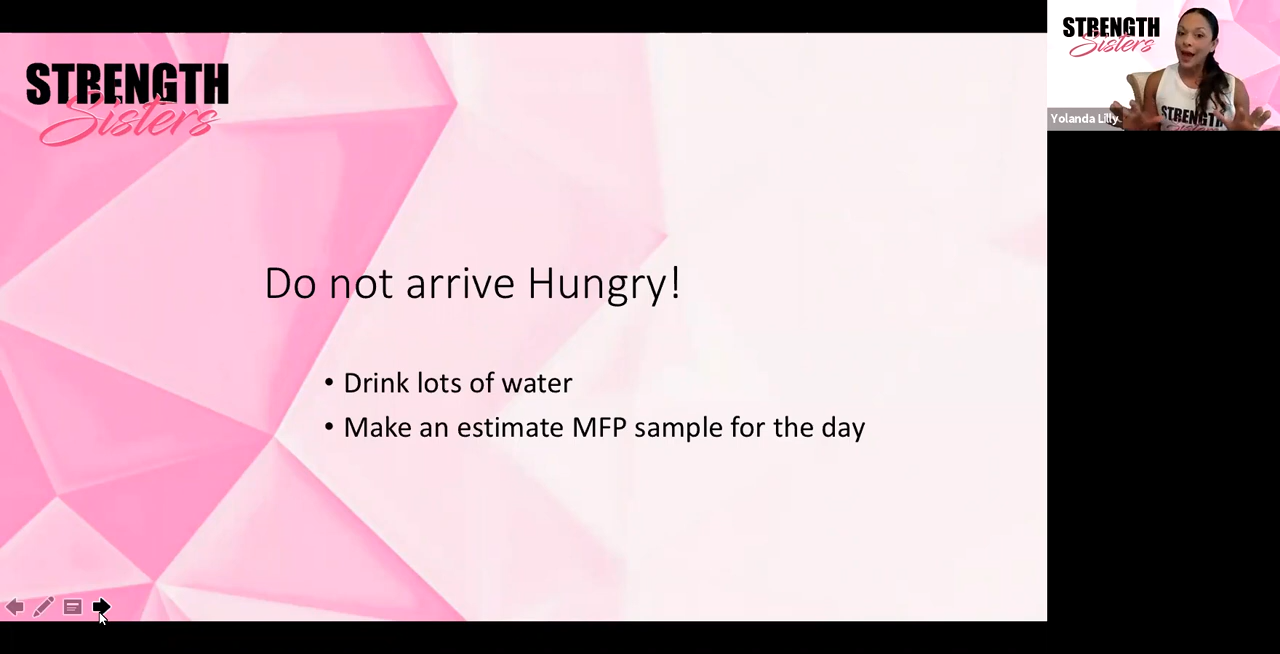 STRENGTH
Sisters
Do not arrive Hungry!
• Drink lots of water
• Make an estimate MFP sample for the day
STRENGTH
Sisters
Yolanda Lilly
STRENGTH